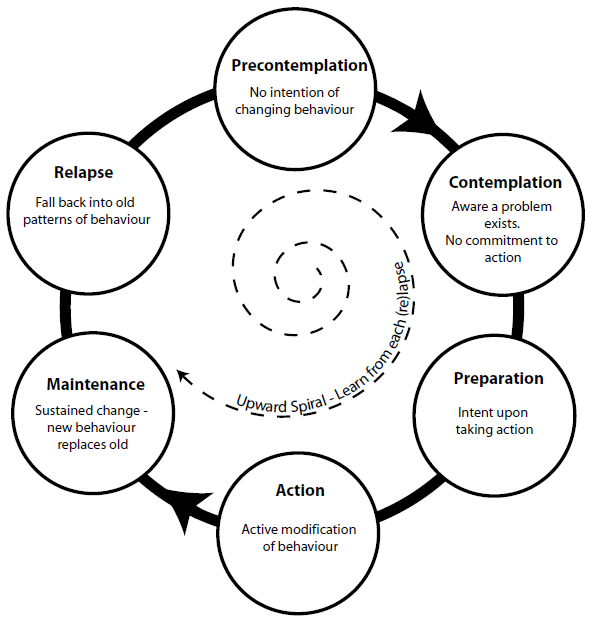 Precontemplation
No intention of
changing behaviour
Contemplation
Aware a problem
exists.
No commitment to
action
Preparation
Intent upon
taking action
Action
Active modification
of behaviour
Maintenance
Sustained change -
new behaviour
replaces old
Relapse
Fall back into old
patterns of behaviour
Upward Spiral - Learn from each (re)lapse